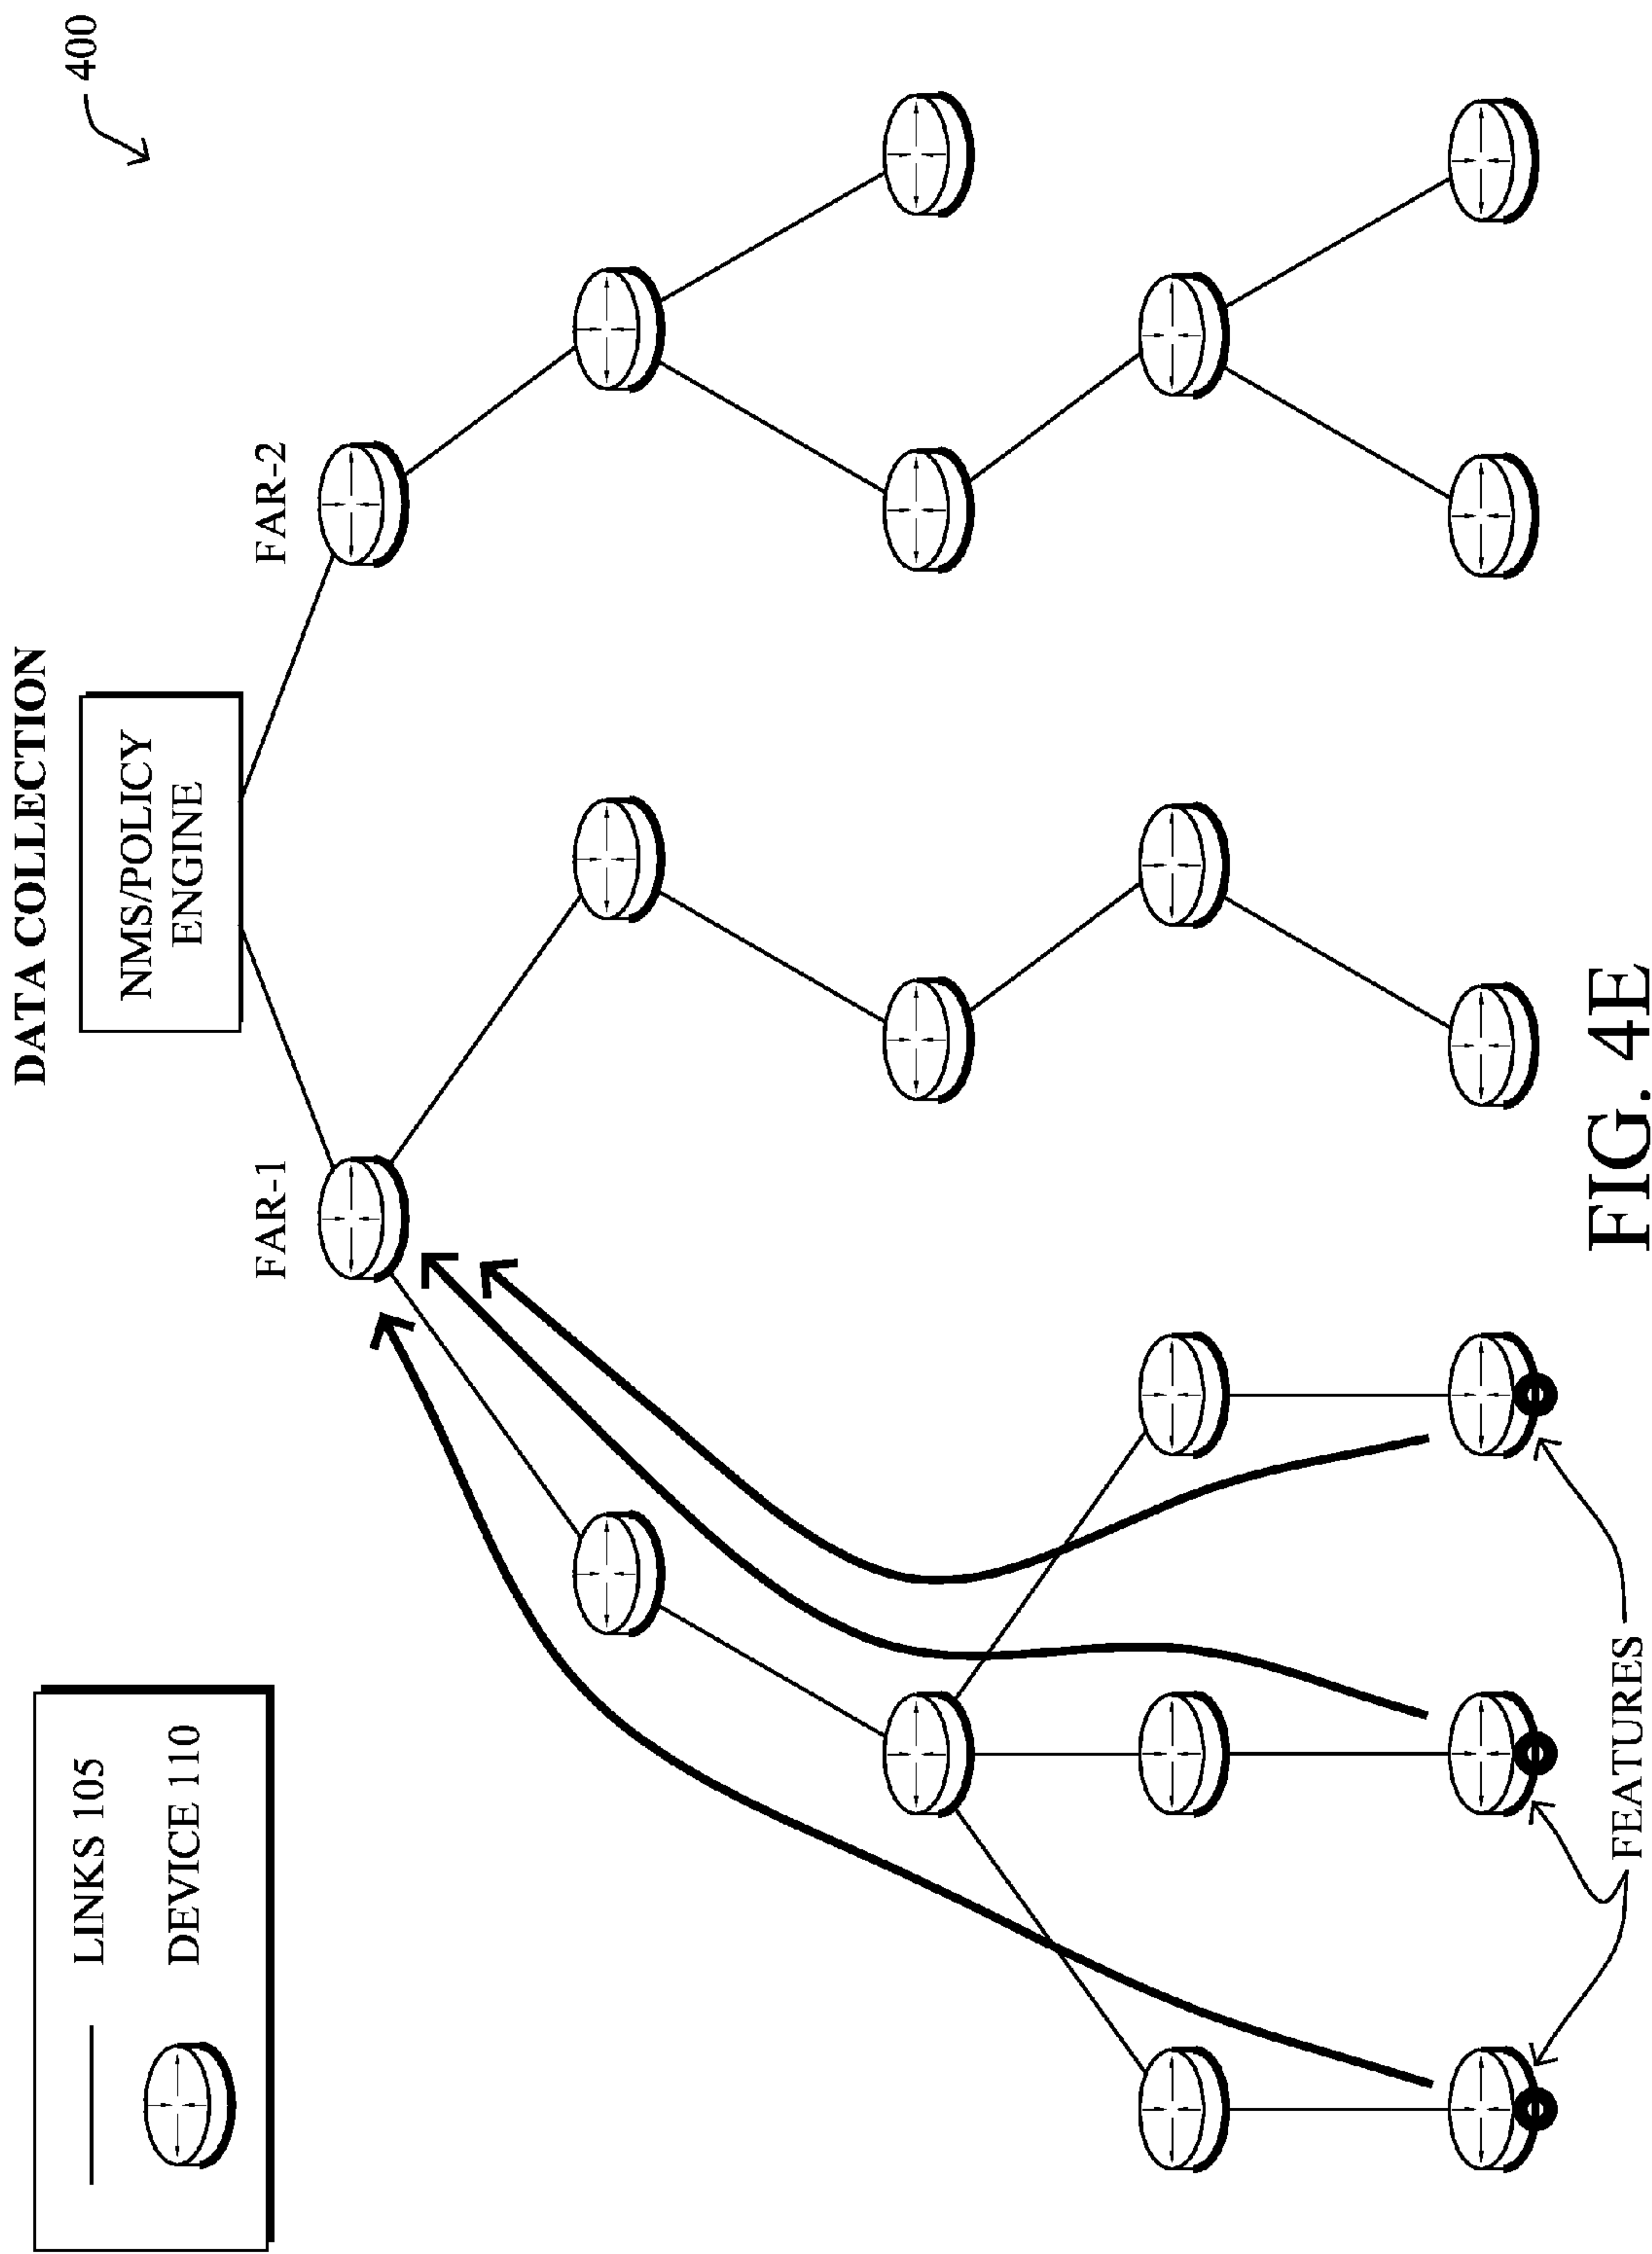 DATA COLLECTION
400
LINKS 105
DEVICE 110
NMS/POLICY
ENGINE
FAR-1
FAR-2
FEATURES
FIG. 4E